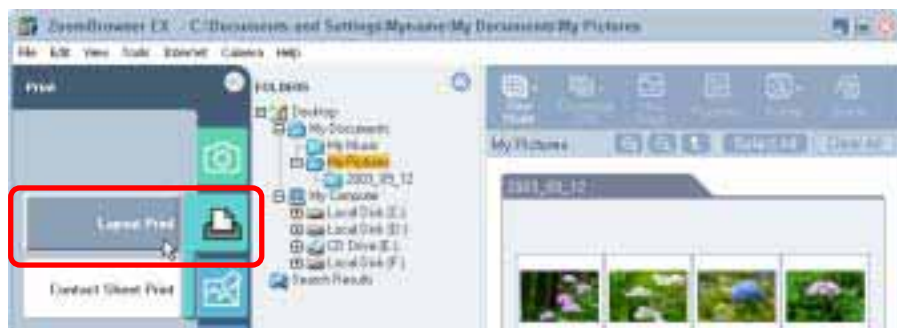 ZoomBrowser EX - C:\Documents and Settings\Myname\My Documents\My Pictures
File Edit View Tools Internet Camera Help
Print
FOLDERS
Desktop
My Documents
My Music
My Pictures
2003_09_12
My Computer
Local Disk (C:)
Local Disk (D:)
CD Drive (E:)
Local Disk (F:)
Search Results
Layout Print
Contact Sheet Print
View
Mode
My Pictures
Select All
Clear All
2003_09_12